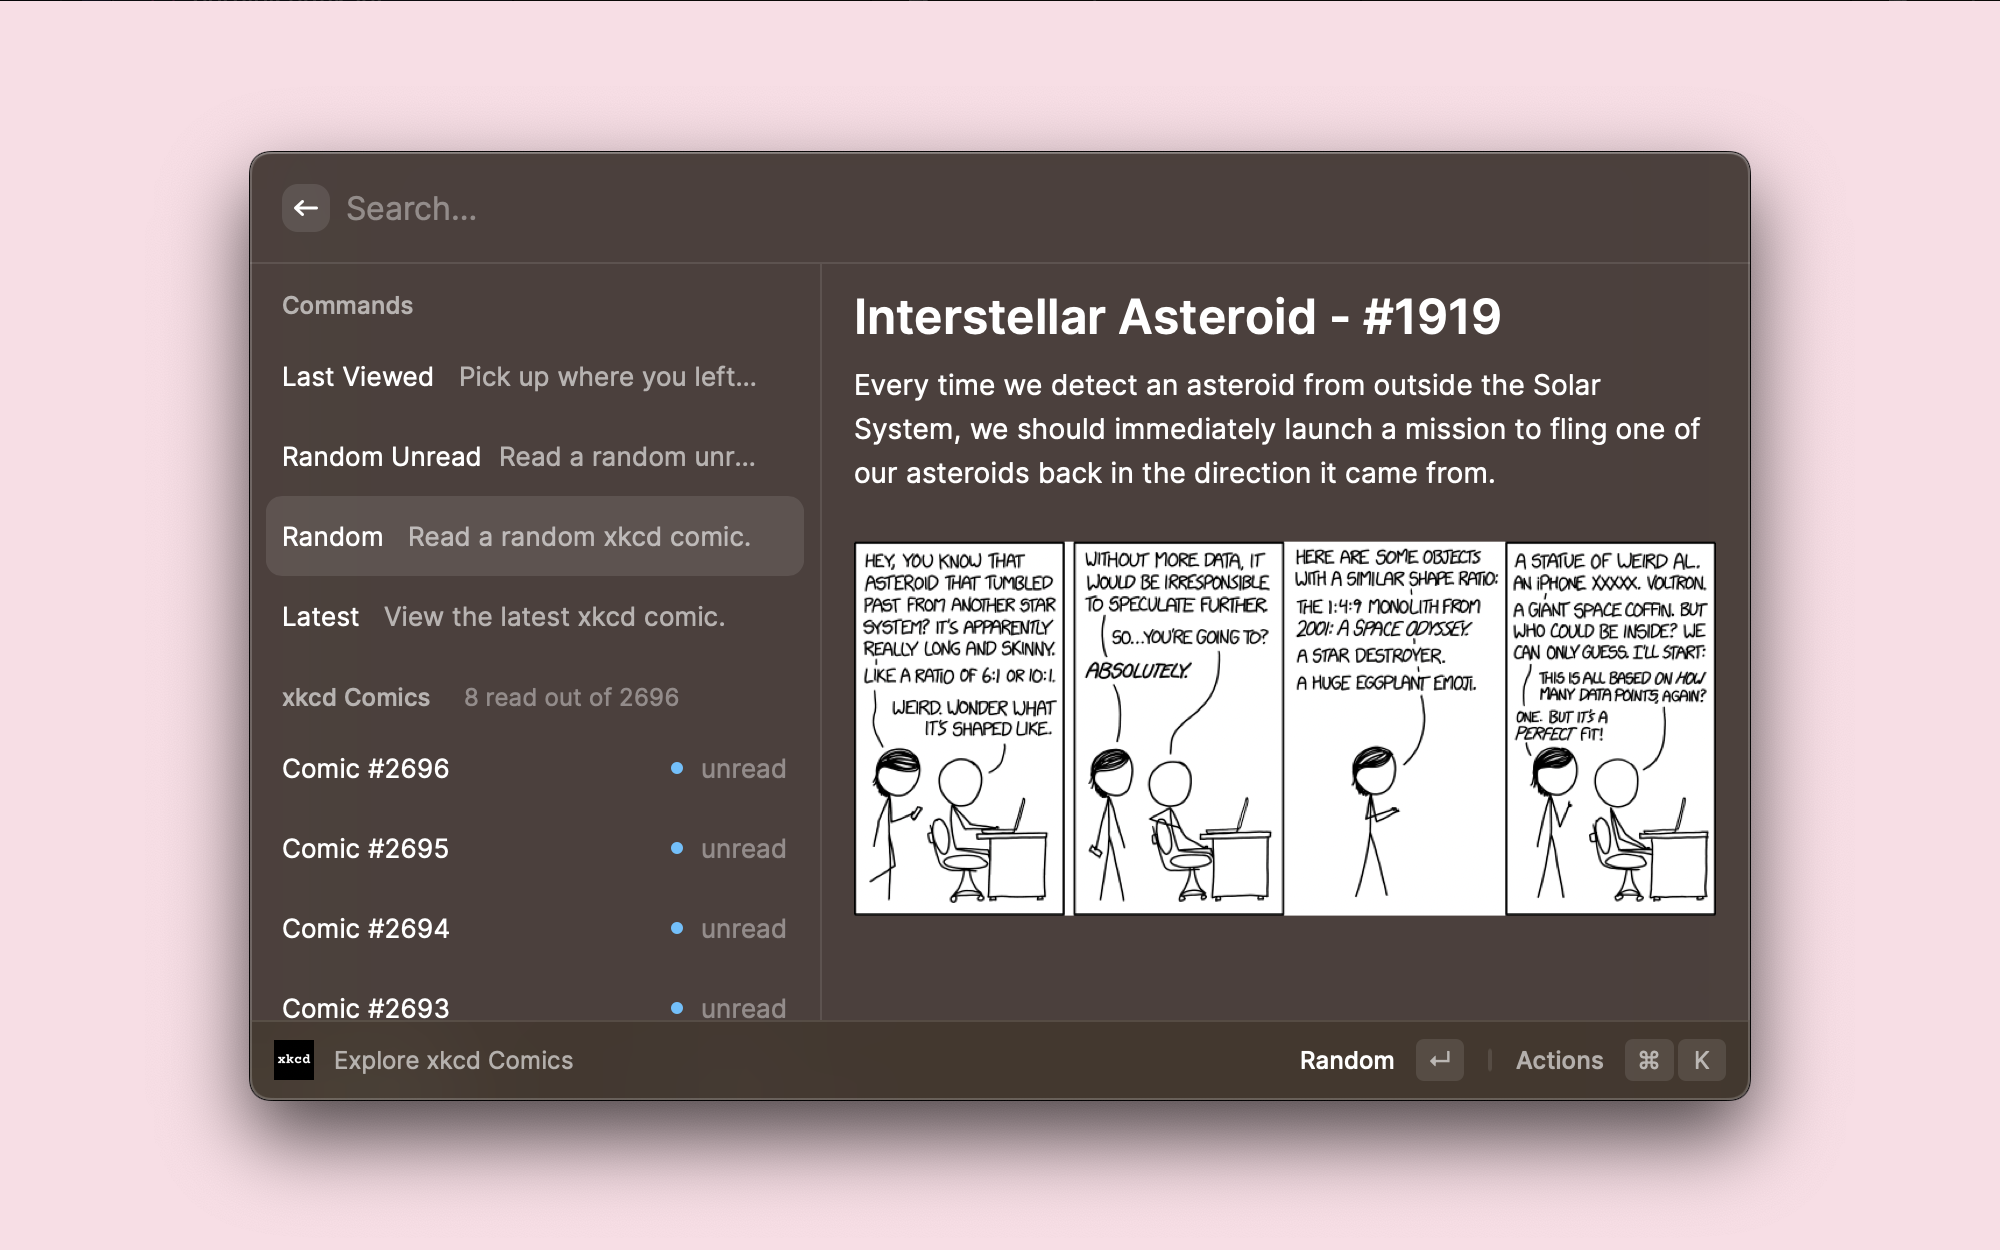 Search...
Commands
Last Viewed Pick up where you left...
Random Unread Read a random unr...
Random Read a random xkcd comic.
Latest View the latest xkcd comic.
xkcd Comics 8 read out of 2696
Comic #2696 unread
Comic #2695 unread
Comic #2694 unread
Comic #2693 unread
Interstellar Asteroid - #1919
Every time we detect an asteroid from outside the Solar
System, we should immediately launch a mission to fling one of
our asteroids back in the direction it came from.
HEY, YOU KNOW THAT
ASTEROID THAT TUMBLED
PAST FROM ANOTHER STAR
SYSTEM? IT'S APPARENTLY
REALLY LONG AND SKINNY.
LIKE A RATIO OF 6:1 OR 10:1.
WEIRD. WONDER WHAT
IT'S SHAPED LIKE.
WITHOUT MORE DATA, IT
WOULD BE IRRESPONSIBLE
TO SPECULATE FURTHER.
SO...YOU'RE GOING TO?
ABSOLUTELY.
HERE ARE SOME OBJECTS
WITH A SIMILAR SHAPE RATIO:
THE 1:4:9 MONOLITH FROM
2001: A SPACE ODYSSEY.
A STAR DESTROYER.
A HUGE EGGPLANT EMOJI.
A STATUE OF WEIRD AL.
AN iPHONE XXXXX. VOLTRON.
A GIANT SPACE COFFIN. BUT
WHO COULD BE INSIDE? WE
CAN ONLY GUESS. I'LL START:
THIS IS ALL BASED ON HOW
MANY DATA POINTS, AGAIN?
ONE. BUT IT'S A
PERFECT FIT!
xkcd Explore xkcd Comics
Random ↵ Actions ⌘ K